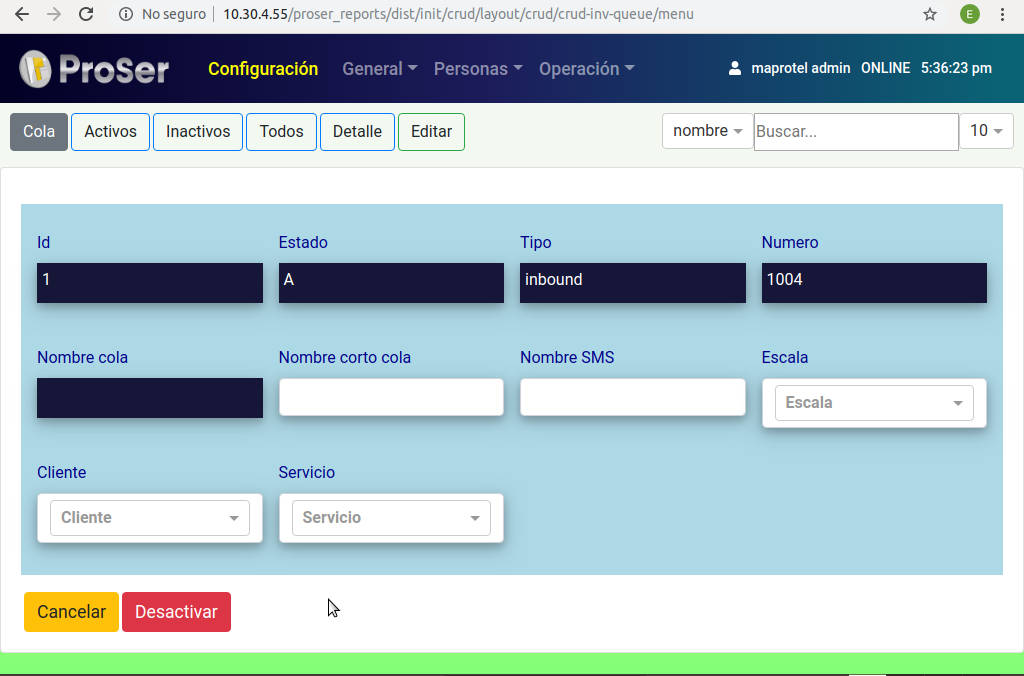 No seguro | 10.30.4.55/proser_reports/dist/init/crud/layout/crud/crud-inv-queue/menu E
ProSer Configuración General Personas Operación maprotel admin ONLINE 5:36:23 pm
Cola Activos Inactivos Todos Detalle Editar nombre Buscar... 10
Id Estado Tipo Numero
1 A inbound 1004
Nombre cola Nombre corto cola Nombre SMS Escala
Escala
Cliente Servicio
Cliente Servicio
Cancelar Desactivar